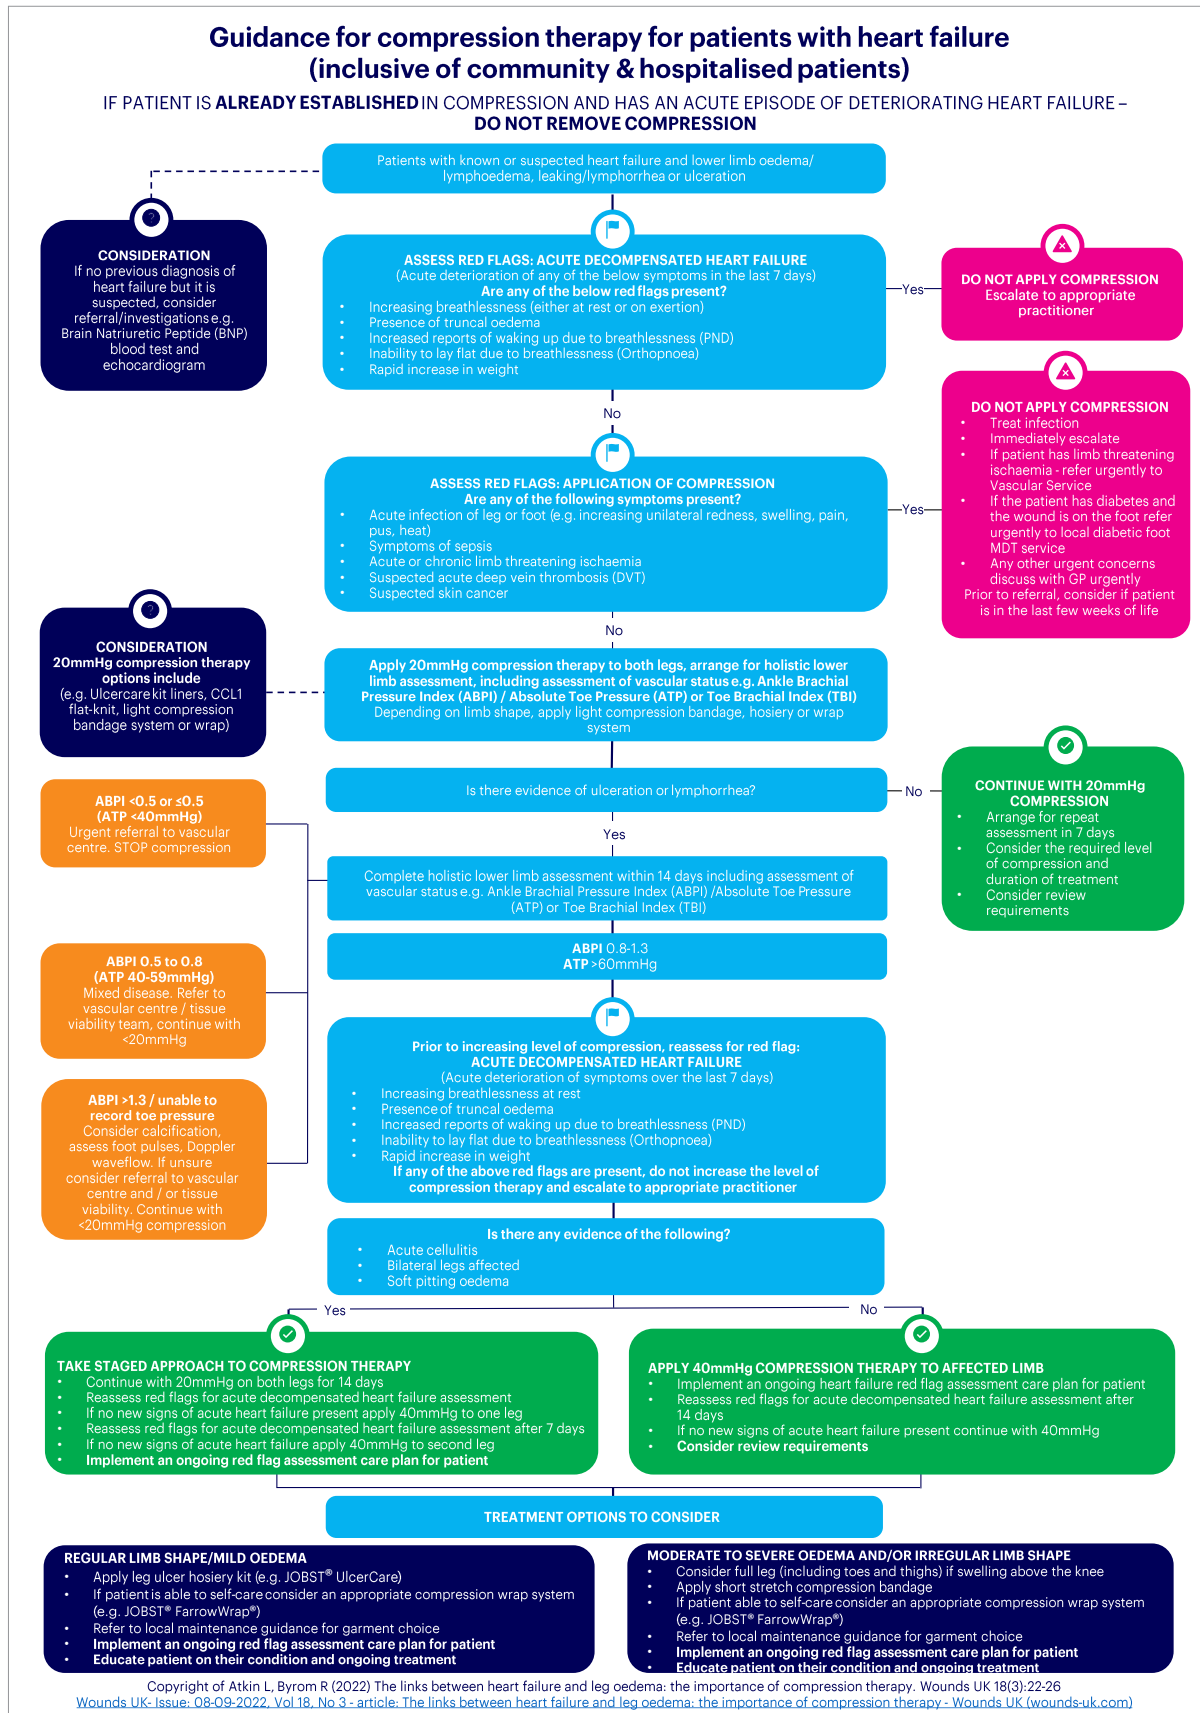 Guidance for compression therapy for patients with heart failure
(inclusive of community & hospitalised patients)
IF PATIENT IS ALREADY ESTABLISHED IN COMPRESSION AND HAS AN ACUTE EPISODE OF DETERIORATING HEART FAILURE –
DO NOT REMOVE COMPRESSION
Patients with known or suspected heart failure and lower limb oedema/
lymphoedema, leaking/lymphorrhea or ulceration
?
CONSIDERATION
If no previous diagnosis of
heart failure but it is
suspected, consider
referral/investigations e.g.
Brain Natriuretic Peptide (BNP)
blood test and
echocardiogram
ASSESS RED FLAGS: ACUTE DECOMPENSATED HEART FAILURE
(Acute deterioration of any of the below symptoms in the last 7 days)
Are any of the below red flags present?
• Increasing breathlessness (either at rest or on exertion)
• Presence of truncal oedema
• Increased reports of waking up due to breathlessness (PND)
• Inability to lay flat due to breathlessness (Orthopnoea)
• Rapid increase in weight
Yes
DO NOT APPLY COMPRESSION
Escalate to appropriate
practitioner
No
ASSESS RED FLAGS: APPLICATION OF COMPRESSION
Are any of the following symptoms present?
• Acute infection of leg or foot (e.g. increasing unilateral redness, swelling, pain,
pus, heat)
• Symptoms of sepsis
• Acute or chronic limb threatening ischaemia
• Suspected acute deep vein thrombosis (DVT)
• Suspected skin cancer
Yes
DO NOT APPLY COMPRESSION
• Treat infection
• Immediately escalate
• If patient has limb threatening
ischaemia - refer urgently to
Vascular Service
• If the patient has diabetes and
the wound is on the foot refer
urgently to local diabetic foot
MDT service
• Any other urgent concerns
discuss with GP urgently
Prior to referral, consider if patient
is in the last few weeks of life
No
?
CONSIDERATION
20mmHg compression therapy
options include
(e.g. Ulcercare kit liners, CCL1
flat-knit, light compression
bandage system or wrap)
Apply 20mmHg compression therapy to both legs, arrange for holistic lower
limb assessment, including assessment of vascular status e.g. Ankle Brachial
Pressure Index (ABPI) / Absolute Toe Pressure (ATP) or Toe Brachial Index (TBI)
Depending on limb shape, apply light compression bandage, hosiery or wrap
system
Is there evidence of ulceration or lymphorrhea?
No
CONTINUE WITH 20mmHg
COMPRESSION
• Arrange for repeat
assessment in 7 days
• Consider the required level
of compression and
duration of treatment
• Consider review
requirements
Yes
Complete holistic lower limb assessment within 14 days including assessment of
vascular status e.g. Ankle Brachial Pressure Index (ABPI) /Absolute Toe Pressure
(ATP) or Toe Brachial Index (TBI)
ABPI <0.5 or ≤0.5
(ATP <40mmHg)
Urgent referral to vascular
centre. STOP compression
ABPI 0.5 to 0.8
(ATP 40-59mmHg)
Mixed disease. Refer to
vascular centre / tissue
viability team, continue with
<20mmHg
ABPI >1.3 / unable to
record toe pressure
Consider calcification,
assess foot pulses, Doppler
waveflow. If unsure
consider referral to vascular
centre and / or tissue
viability. Continue with
<20mmHg compression
ABPI 0.8-1.3
ATP >60mmHg
Prior to increasing level of compression, reassess for red flag:
ACUTE DECOMPENSATED HEART FAILURE
(Acute deterioration of symptoms over the last 7 days)
• Increasing breathlessness at rest
• Presence of truncal oedema
• Increased reports of waking up due to breathlessness (PND)
• Inability to lay flat due to breathlessness (Orthopnoea)
• Rapid increase in weight
If any of the above red flags are present, do not increase the level of
compression therapy and escalate to appropriate practitioner
Is there any evidence of the following?
• Acute cellulitis
• Bilateral legs affected
• Soft pitting oedema
Yes
No
TAKE STAGED APPROACH TO COMPRESSION THERAPY
• Continue with 20mmHg on both legs for 14 days
• Reassess red flags for acute decompensated heart failure assessment
• If no new signs of acute heart failure present apply 40mmHg to one leg
• Reassess red flags for acute decompensated heart failure assessment after 7 days
• If no new signs of acute heart failure apply 40mmHg to second leg
• Implement an ongoing red flag assessment care plan for patient
APPLY 40mmHg COMPRESSION THERAPY TO AFFECTED LIMB
• Implement an ongoing heart failure red flag assessment care plan for patient
• Reassess red flags for acute decompensated heart failure assessment after
14 days
• If no new signs of acute heart failure present continue with 40mmHg
• Consider review requirements
TREATMENT OPTIONS TO CONSIDER
REGULAR LIMB SHAPE/MILD OEDEMA
• Apply leg ulcer hosiery kit (e.g. JOBST® UlcerCare)
• If patient is able to self-care consider an appropriate compression wrap system
(e.g. JOBST® FarrowWrap®)
• Refer to local maintenance guidance for garment choice
• Implement an ongoing red flag assessment care plan for patient
• Educate patient on their condition and ongoing treatment
MODERATE TO SEVERE OEDEMA AND/OR IRREGULAR LIMB SHAPE
• Consider full leg (including toes and thighs) if swelling above the knee
• Apply short stretch compression bandage
• If patient able to self-care consider an appropriate compression wrap system
(e.g. JOBST® FarrowWrap®)
• Refer to local maintenance guidance for garment choice
• Implement an ongoing red flag assessment care plan for patient
• Educate patient on their condition and ongoing treatment
Copyright of Atkin L, Byrom R (2022) The links between heart failure and leg oedema: the importance of compression therapy. Wounds UK 18(3):22-26
Wounds UK- Issue: 08-09-2022, Vol 18, No 3 - article: The links between heart failure and leg oedema: the importance of compression therapy - Wounds UK (wounds-uk.com)